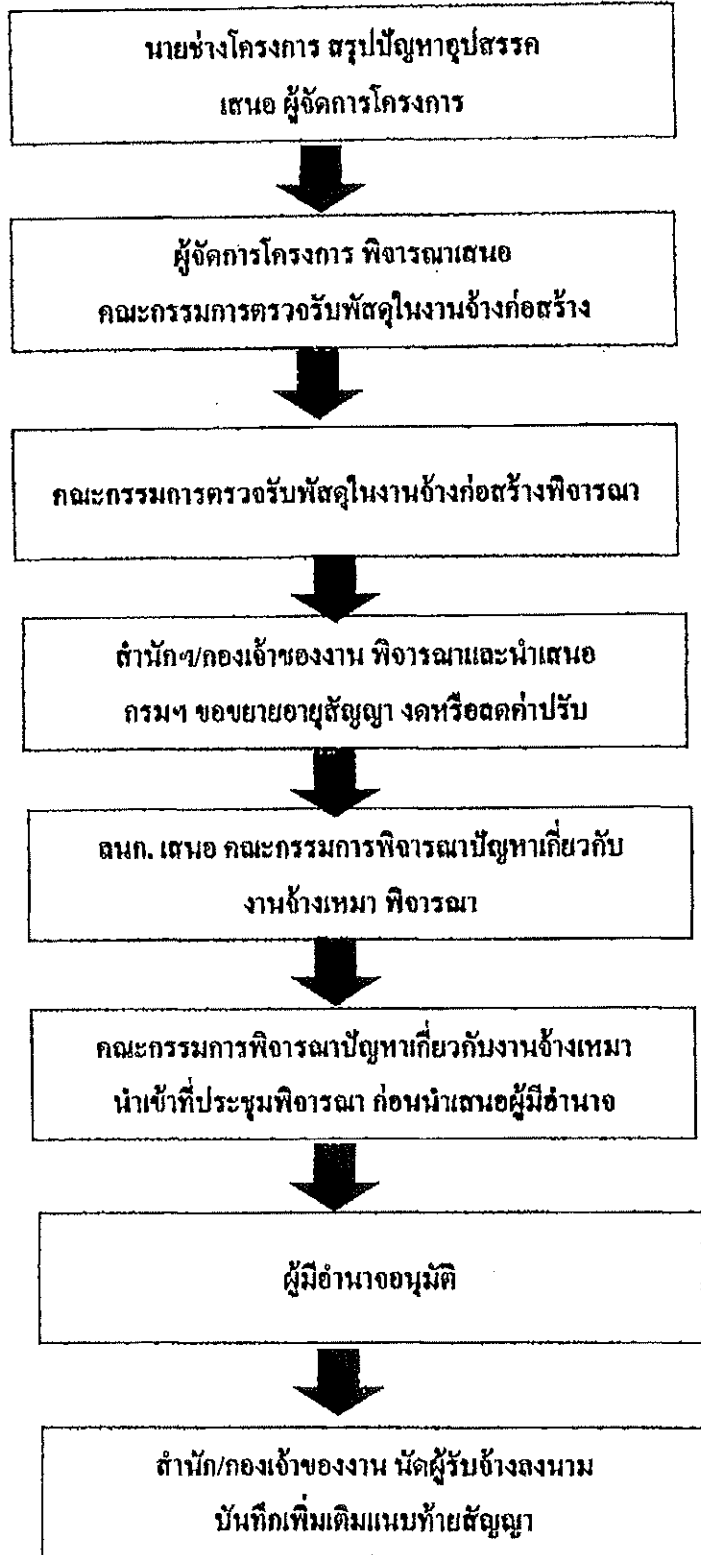 นายช่างโครงการ สรุปปัญหาอุปสรรค
เสนอ ผู้จัดการโครงการ
ผู้จัดการโครงการ พิจารณาเสนอ
คณะกรรมการตรวจรับพัสดุในงานจ้างก่อสร้าง
คณะกรรมการตรวจรับพัสดุในงานจ้างก่อสร้างพิจารณา
สำนักฯ/กองเจ้าของงาน พิจารณาและนำเสนอ
กรมฯ ขอขยายอายุสัญญา งดหรือลดค่าปรับ
ลนก. เสนอ คณะกรรมการพิจารณาปัญหาเกี่ยวกับ
งานจ้างเหมา พิจารณา
คณะกรรมการพิจารณาปัญหาเกี่ยวกับงานจ้างเหมา
นำเข้าที่ประชุมพิจารณา ก่อนนำเสนอผู้มีอำนาจ
ผู้มีอำนาจอนุมัติ
สำนัก/กองเจ้าของงาน นัดผู้รับจ้างลงนาม
บันทึกเพิ่มเติมแนบท้ายสัญญา